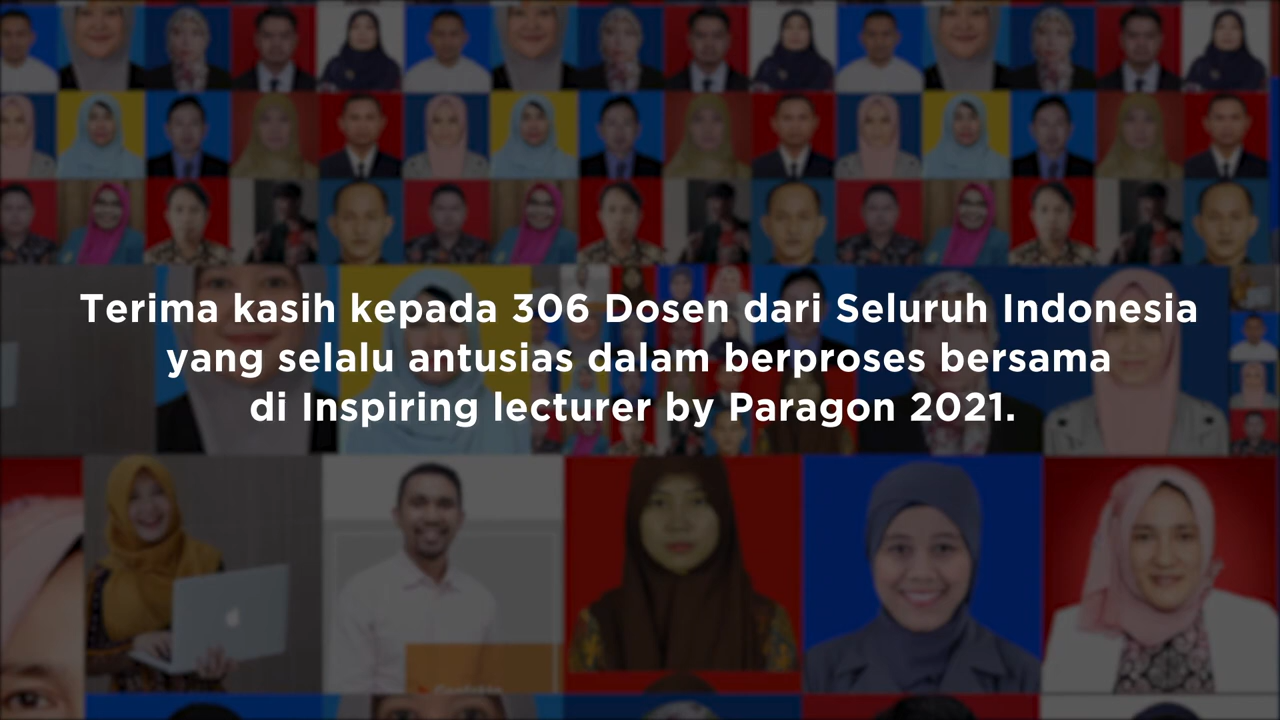 Terima kasih kepada 306 Dosen dari Seluruh Indonesia
yang selalu antusias dalam berproses bersama
di Inspiring lecturer by Paragon 2021.